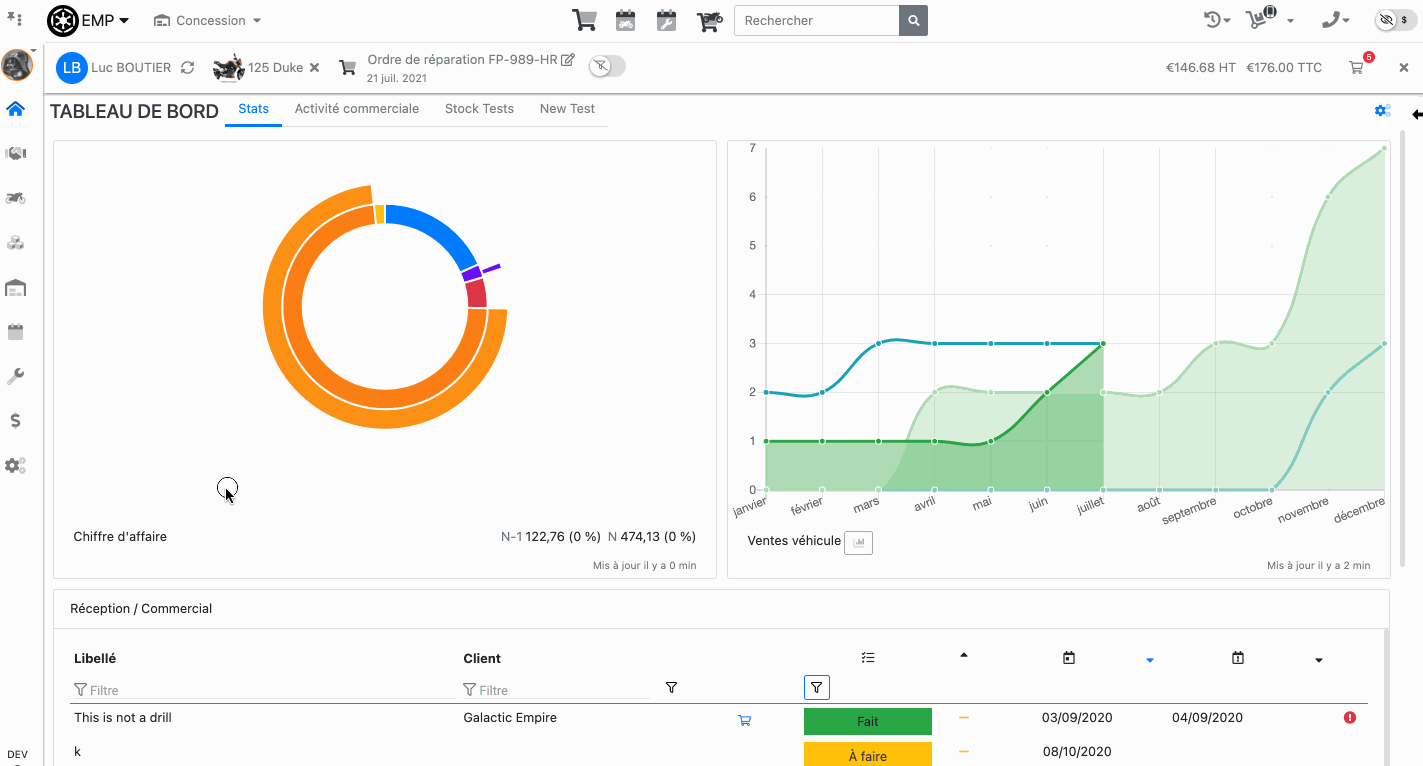 EMP
Concession
Rechercher
$
LB
Luc BOUTIER
125 Duke
Ordre de réparation FP-989-HR
21 juil. 2021
€146.68 HT
€176.00 TTC
5
TABLEAU DE BORD
Stats
Activité commerciale
Stock Tests
New Test
Chiffre d'affaire
N-1 122,76 (0 %)
N 474,13 (0 %)
Mis à jour il y a 0 min
7
6
5
4
3
2
1
0
janvier
février
mars
avril
mai
juin
juillet
août
septembre
octobre
novembre
décembre
Ventes véhicule
Mis à jour il y a 2 min
Réception / Commercial
Libellé
Client
Filtre
Filtre
This is not a drill
Galactic Empire
Fait
03/09/2020
04/09/2020
k
À faire
08/10/2020
DEV